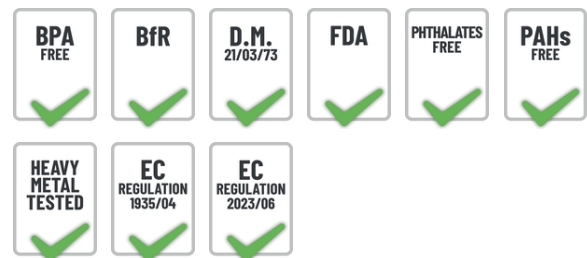 BPA
FREE
BfR
D.M.
21/03/73
FDA
PHTHALATES
FREE
PAHs
FREE
HEAVY
METAL
TESTED
EC
REGULATION
1935/04
EC
REGULATION
2023/06